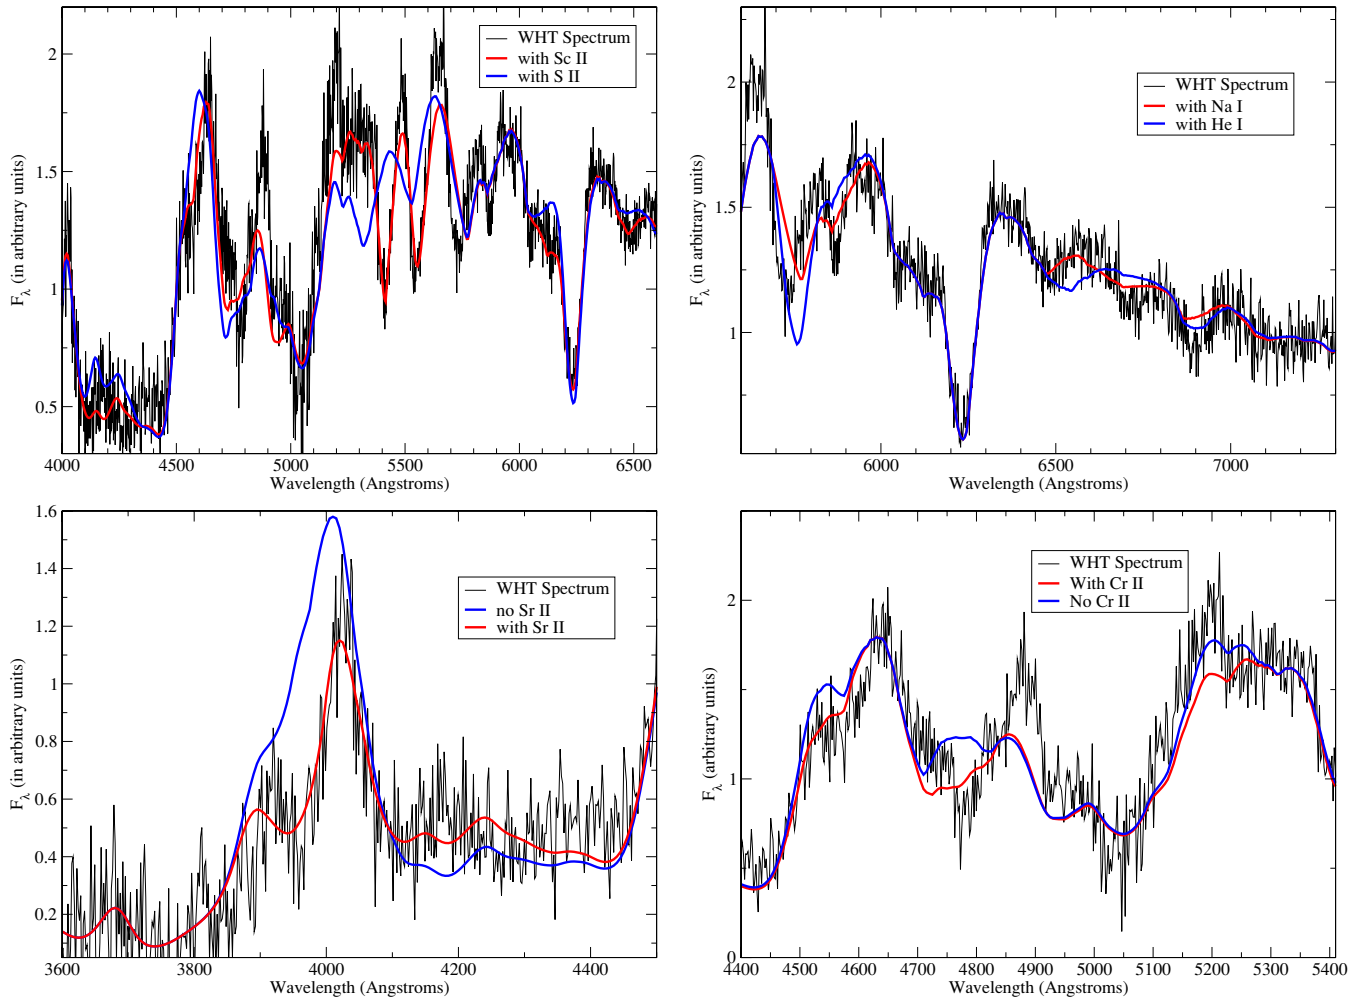 2
1.5
1
0.5
F_λ (in arbitrary units)
WHT Spectrum
with Sc II
with S II
4000 4500 5000 5500 6000 6500
Wavelength (Angstroms)
2
1.5
1
F_λ (in arbitrary units)
WHT Spectrum
with Na I
with He I
6000 6500 7000
Wavelength (Angstroms)
1.6
1.4
1.2
1
0.8
0.6
0.4
0.2
F_λ (in arbitrary units)
WHT Spectrum
no Sr II
with Sr II
3600 3800 4000 4200 4400
Wavelength (Angstroms)
2
1
0
F_λ (arbitrary units)
WHT Spectrum
With Cr II
No Cr II
4400 4500 4600 4700 4800 4900 5000 5100 5200 5300 5400
Wavelength (Angstroms)